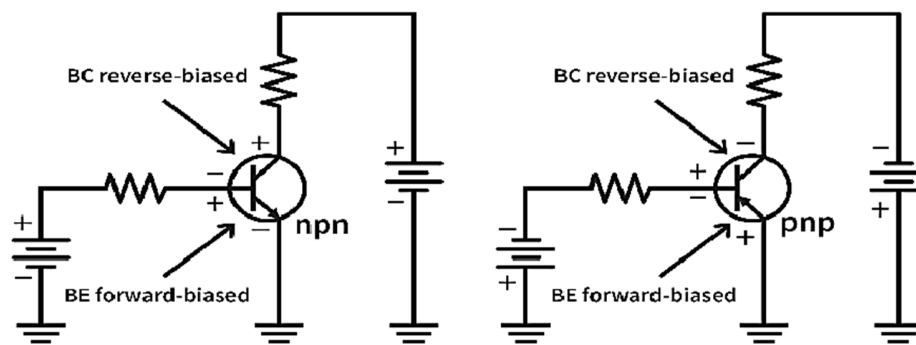 BC reverse-biased
+
−
+
−
npn
+
−
+
−
BE forward-biased
BC reverse-biased
−
+
−
+
pnp
−
+
−
+
BE forward-biased